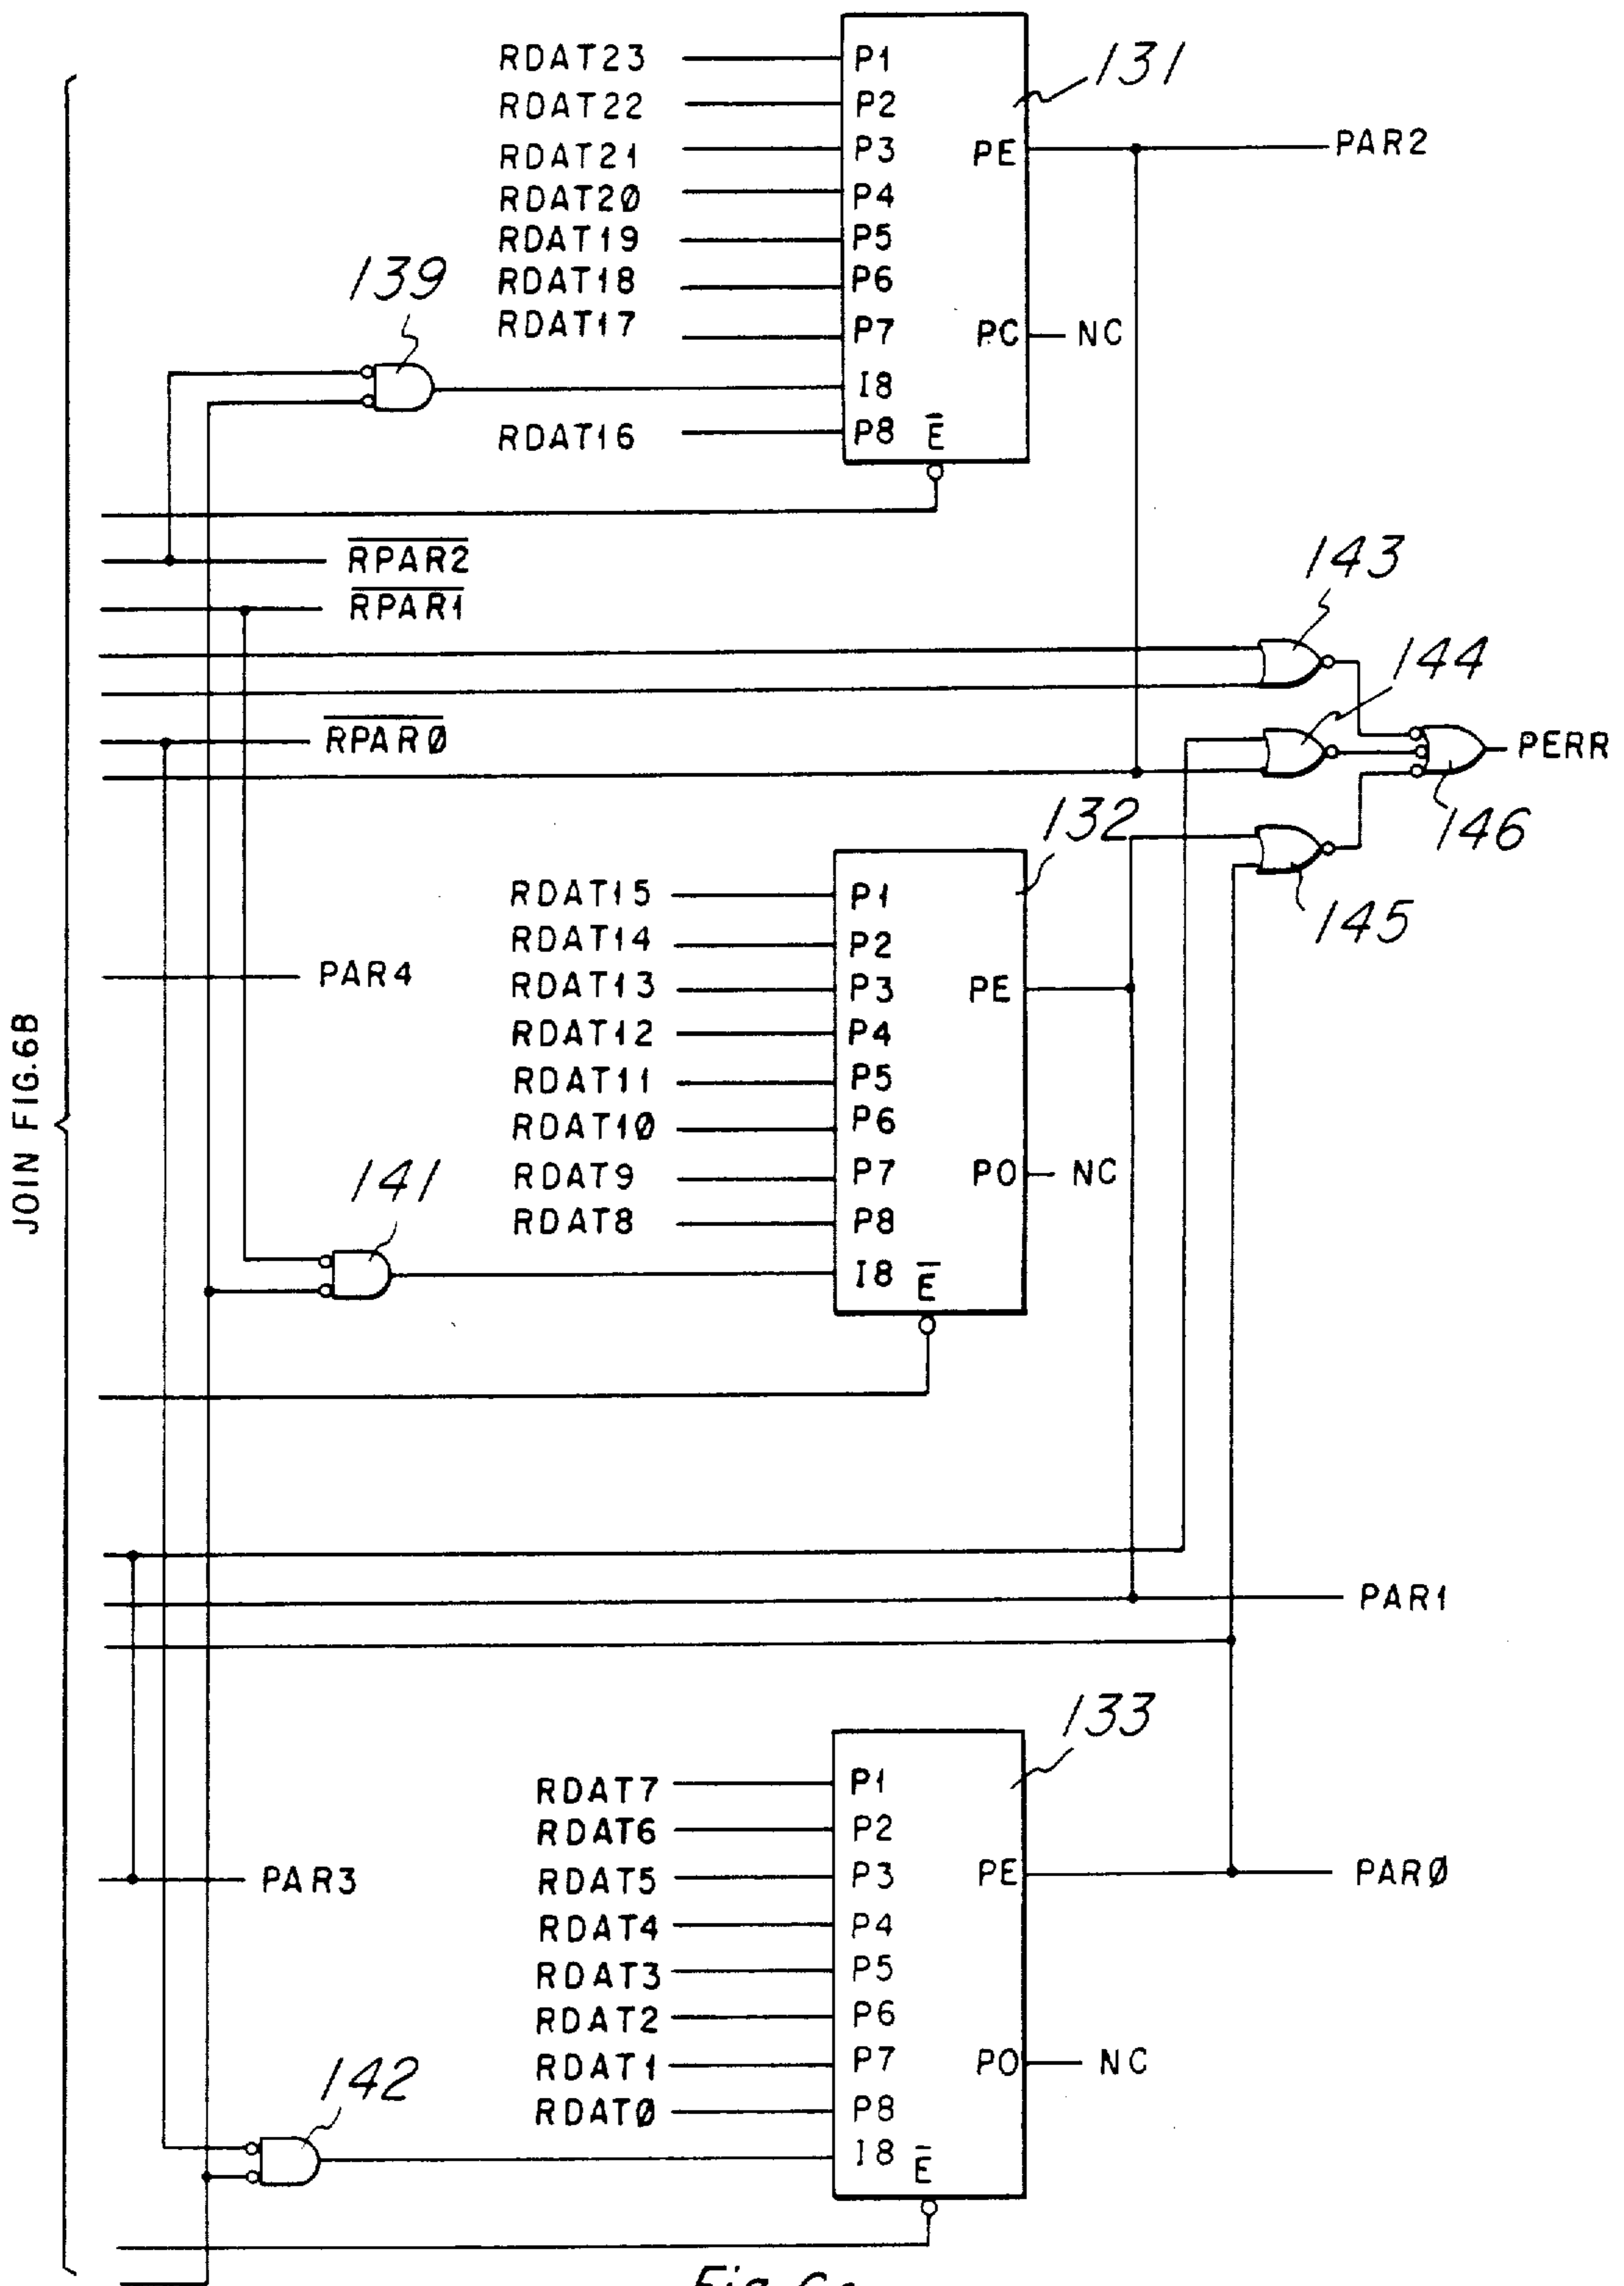 RDAT23 P1 131
RDAT22 P2
RDAT21 P3 PE PAR2
RDAT20 P4
RDAT19 P5
139 RDAT18 P6
RDAT17 P7 PC NC
I8
RDAT16 P8 E
RPAR2
143
RPAR1
144
RPARØ PERR
132 146
RDAT15 P1
145
RDAT14 P2
PAR4 RDAT13 P3 PE
RDAT12 P4
JOIN FIG.6B
RDAT11 P5
RDAT1Ø P6
141 RDAT9 P7 PO NC
RDAT8 P8
I8 E
PAR1
133
RDAT7 P1
RDAT6 P2
PAR3 RDAT5 P3 PE PARØ
RDAT4 P4
RDAT3 P5
RDAT2 P6
142 RDAT1 P7 PO NC
RDATØ P8
I8 E